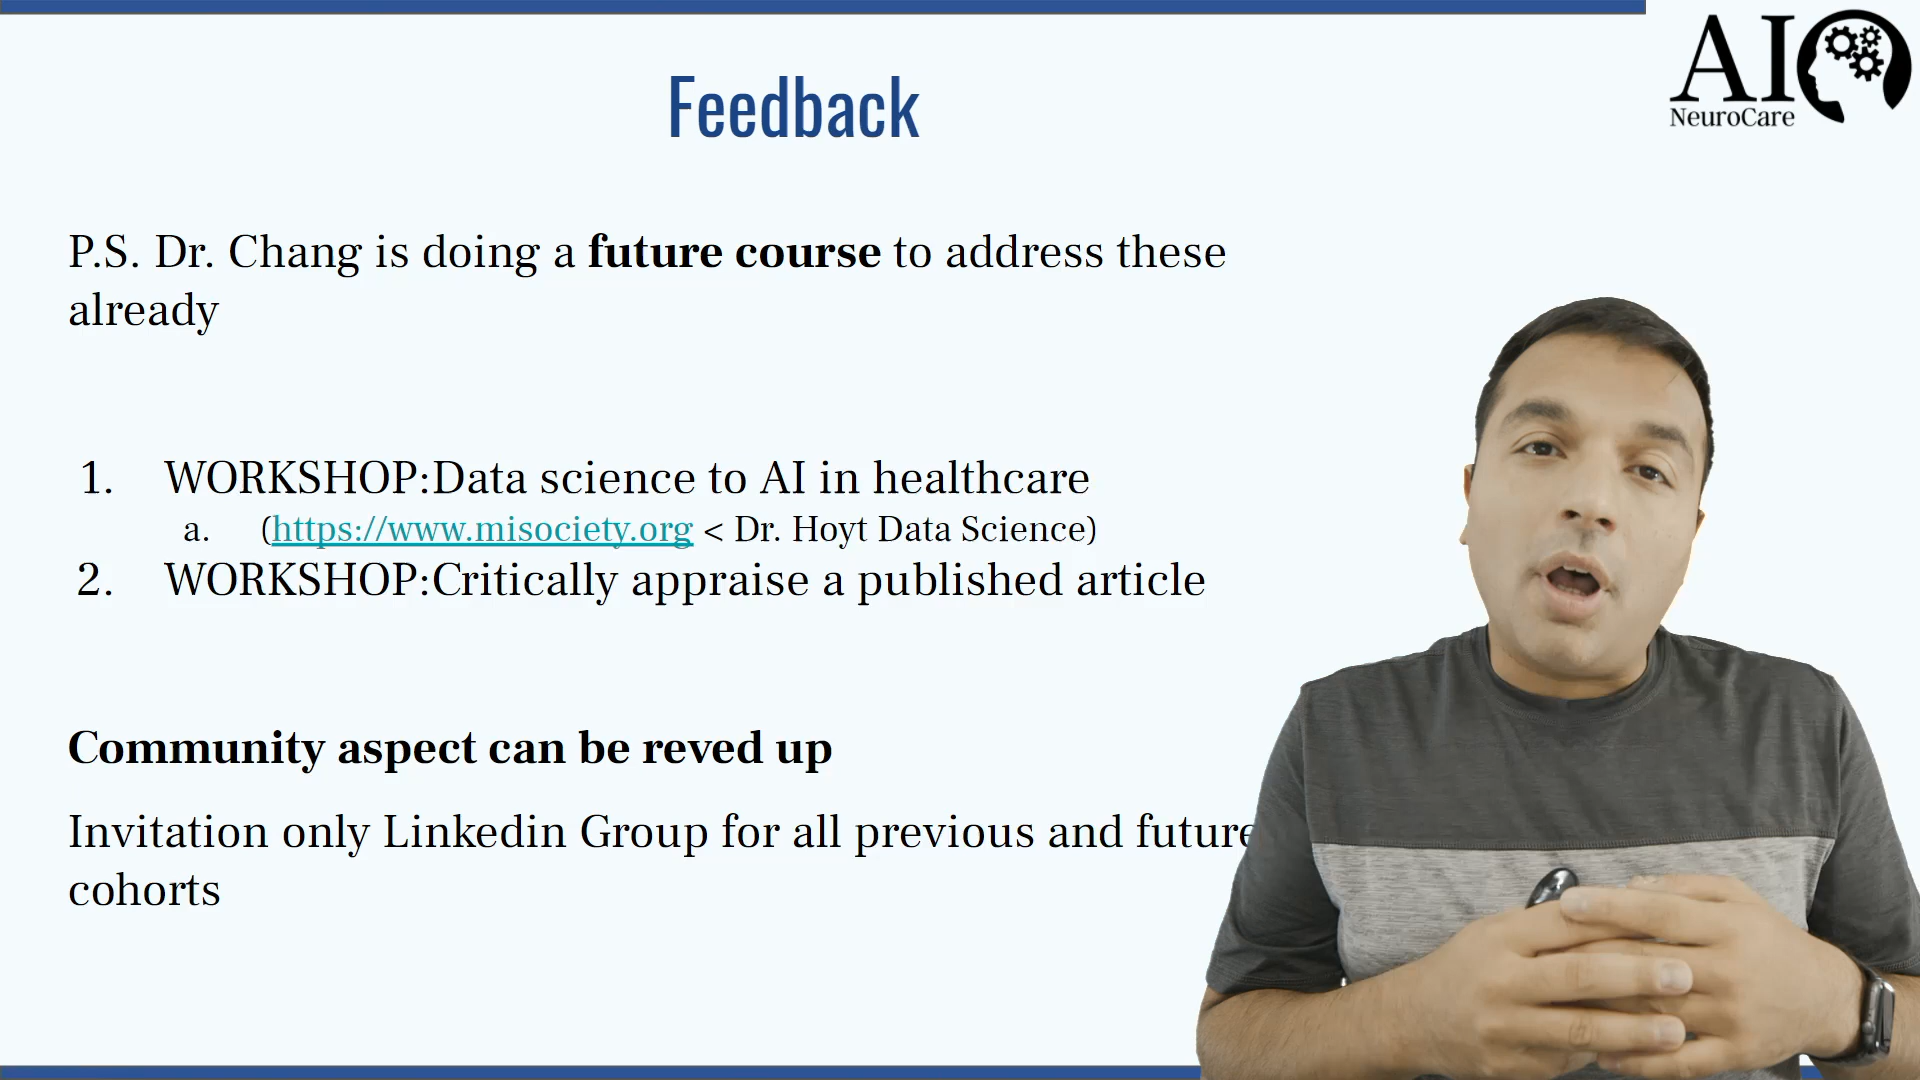 AI
NeuroCare
Feedback
P.S. Dr. Chang is doing a future course to address these
already
1. WORKSHOP:Data science to AI in healthcare
a. (https://www.misociety.org < Dr. Hoyt Data Science)
2. WORKSHOP:Critically appraise a published article
Community aspect can be reved up
Invitation only Linkedin Group for all previous and future
cohorts